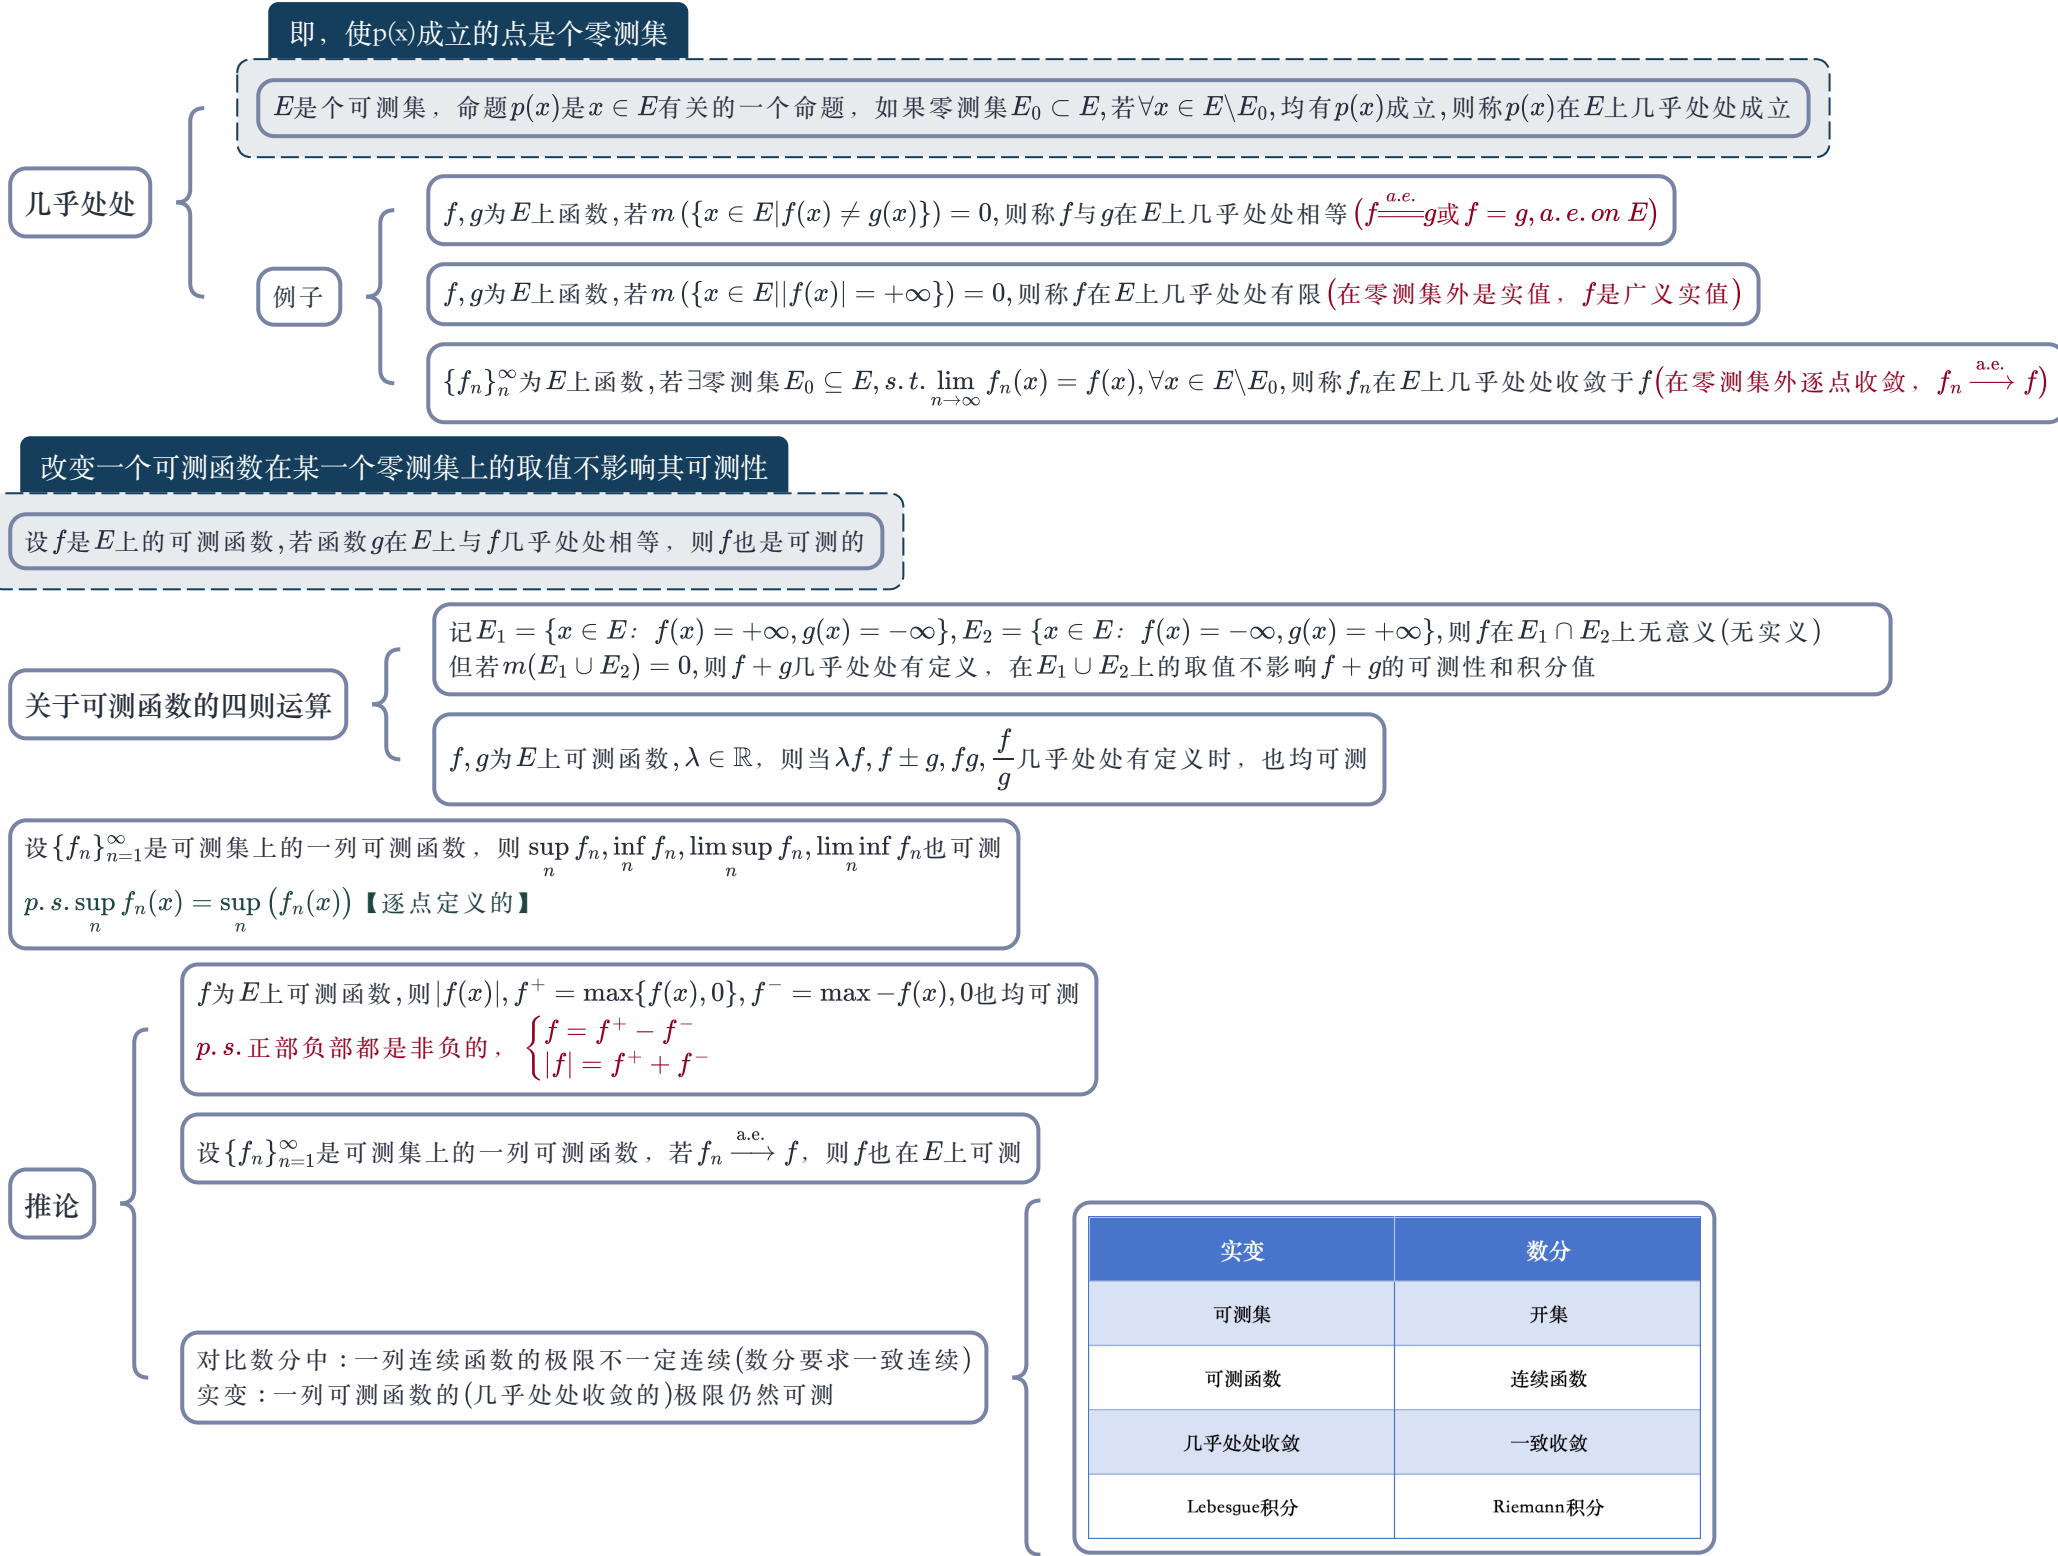 即，使p(x)成立的点是个零测集
E是个可测集，命题p(x)是x ∈ E有关的一个命题，如果零测集E₀ ⊂ E,若∀x ∈ E\E₀,均有p(x)成立,则称p(x)在E上几乎处处成立
几乎处处
f,g为E上函数,若m ({x ∈ E|f(x) ≠ g(x)}) = 0,则称f与g在E上几乎处处相等(f \overset{a.e.}{=} g或f = g,a.e.on E)
例子
f,g为E上函数,若m ({x ∈ E||f(x)| = +∞}) = 0,则称f在E上几乎处处有限(在零测集外是实值，f是广义实值)
{f_n}_n^∞为E上函数,若∃零测集E₀ ⊆ E,s.t. lim_{n→∞} f_n(x) = f(x),∀x ∈ E\E₀,则称f_n在E上几乎处处收敛于f(在零测集外逐点收敛，f_n \xrightarrow{a.e.} f)
改变一个可测函数在某一个零测集上的取值不影响其可测性
设f是E上的可测函数,若函数g在E上与f几乎处处相等，则f也是可测的
关于可测函数的四则运算
记E₁ = {x ∈ E: f(x) = +∞,g(x) = −∞},E₂ = {x ∈ E: f(x) = −∞,g(x) = +∞},则f在E₁ ∩ E₂上无意义(无实义)
但若m(E₁ ∪ E₂) = 0,则f + g几乎处处有定义，在E₁ ∪ E₂上的取值不影响f + g的可测性和积分值
f,g为E上可测函数,λ ∈ ℝ，则当λf,f ± g,fg,\frac{f}{g}几乎处处有定义时，也均可测
设{f_n}_{n=1}^∞是可测集上的一列可测函数，则 sup_n f_n,inf_n f_n,lim sup_n f_n,lim inf_n f_n也可测
p.s. sup_n f_n(x) = sup_n (f_n(x))【逐点定义的】
推论
f为E上可测函数,则|f(x)|,f⁺ = max{f(x),0},f⁻ = max −f(x),0也均可测
p.s.正部负部都是非负的，
f = f⁺ − f⁻
|f| = f⁺ + f⁻
设{f_n}_{n=1}^∞是可测集上的一列可测函数，若f_n \xrightarrow{a.e.} f，则f也在E上可测
对比数分中:一列连续函数的极限不一定连续(数分要求一致连续)
实变:一列可测函数的(几乎处处收敛的)极限仍然可测
实变 数分
可测集 开集
可测函数 连续函数
几乎处处收敛 一致收敛
Lebesgue积分 Riemann积分